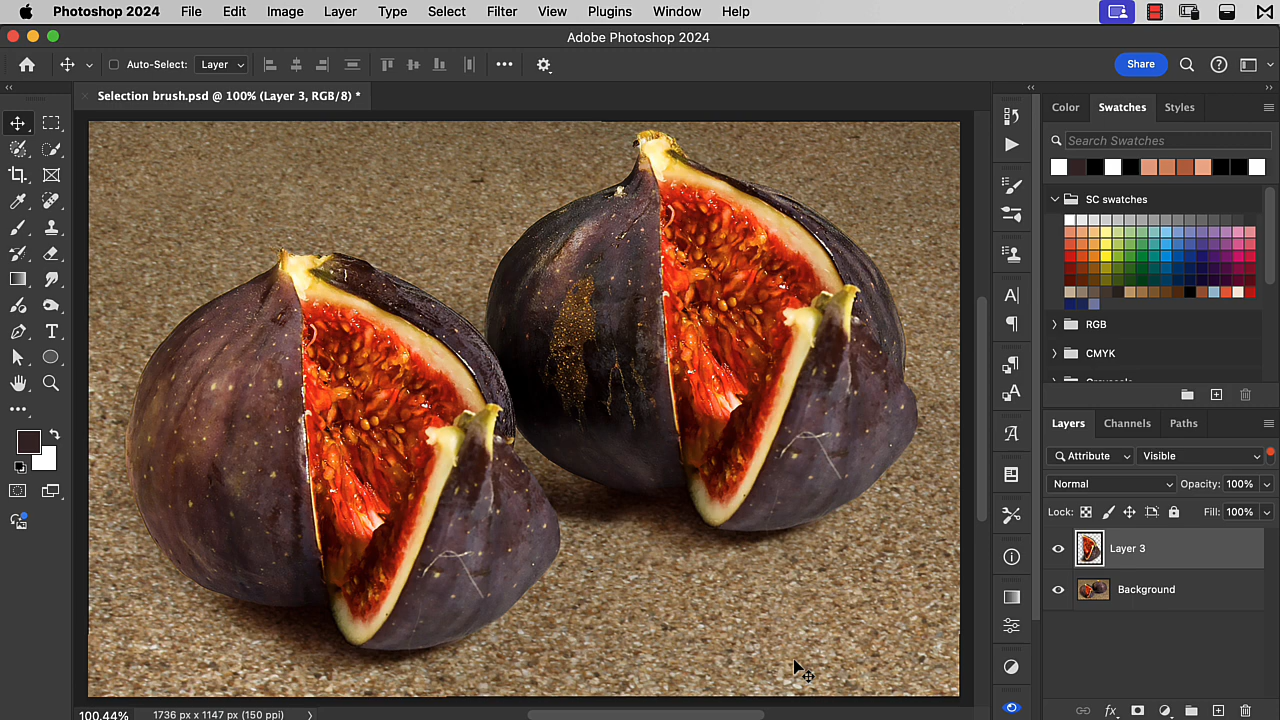 Photoshop 2024 File Edit Image Layer Type Select Filter View Plugins Window Help
Adobe Photoshop 2024
Auto-Select: Layer Share
Selection brush.psd @ 100% (Layer 3, RGB/8) *
Color Swatches Styles
Search Swatches
SC swatches
RGB
CMYK
Layers Channels Paths
Attribute Visible
Normal Opacity: 100%
Lock: Fill: 100%
Layer 3
Background
fx
100.44% 1736 px x 1147 px (150 ppi)